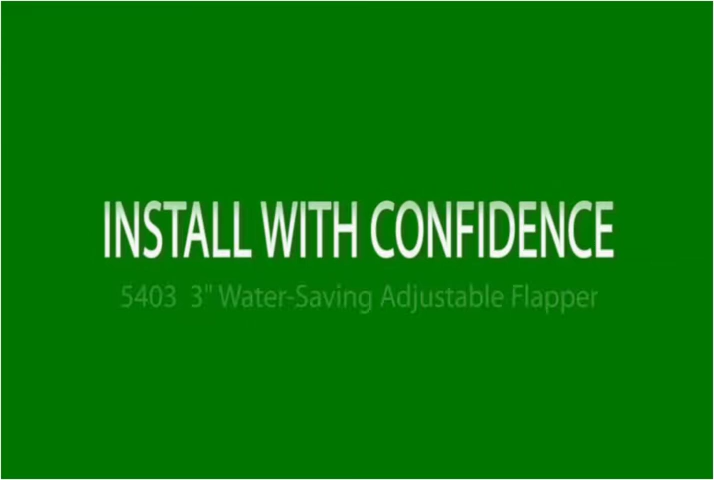 INSTALL WITH CONFIDENCE
5403 3" Water-Saving Adjustable Flapper